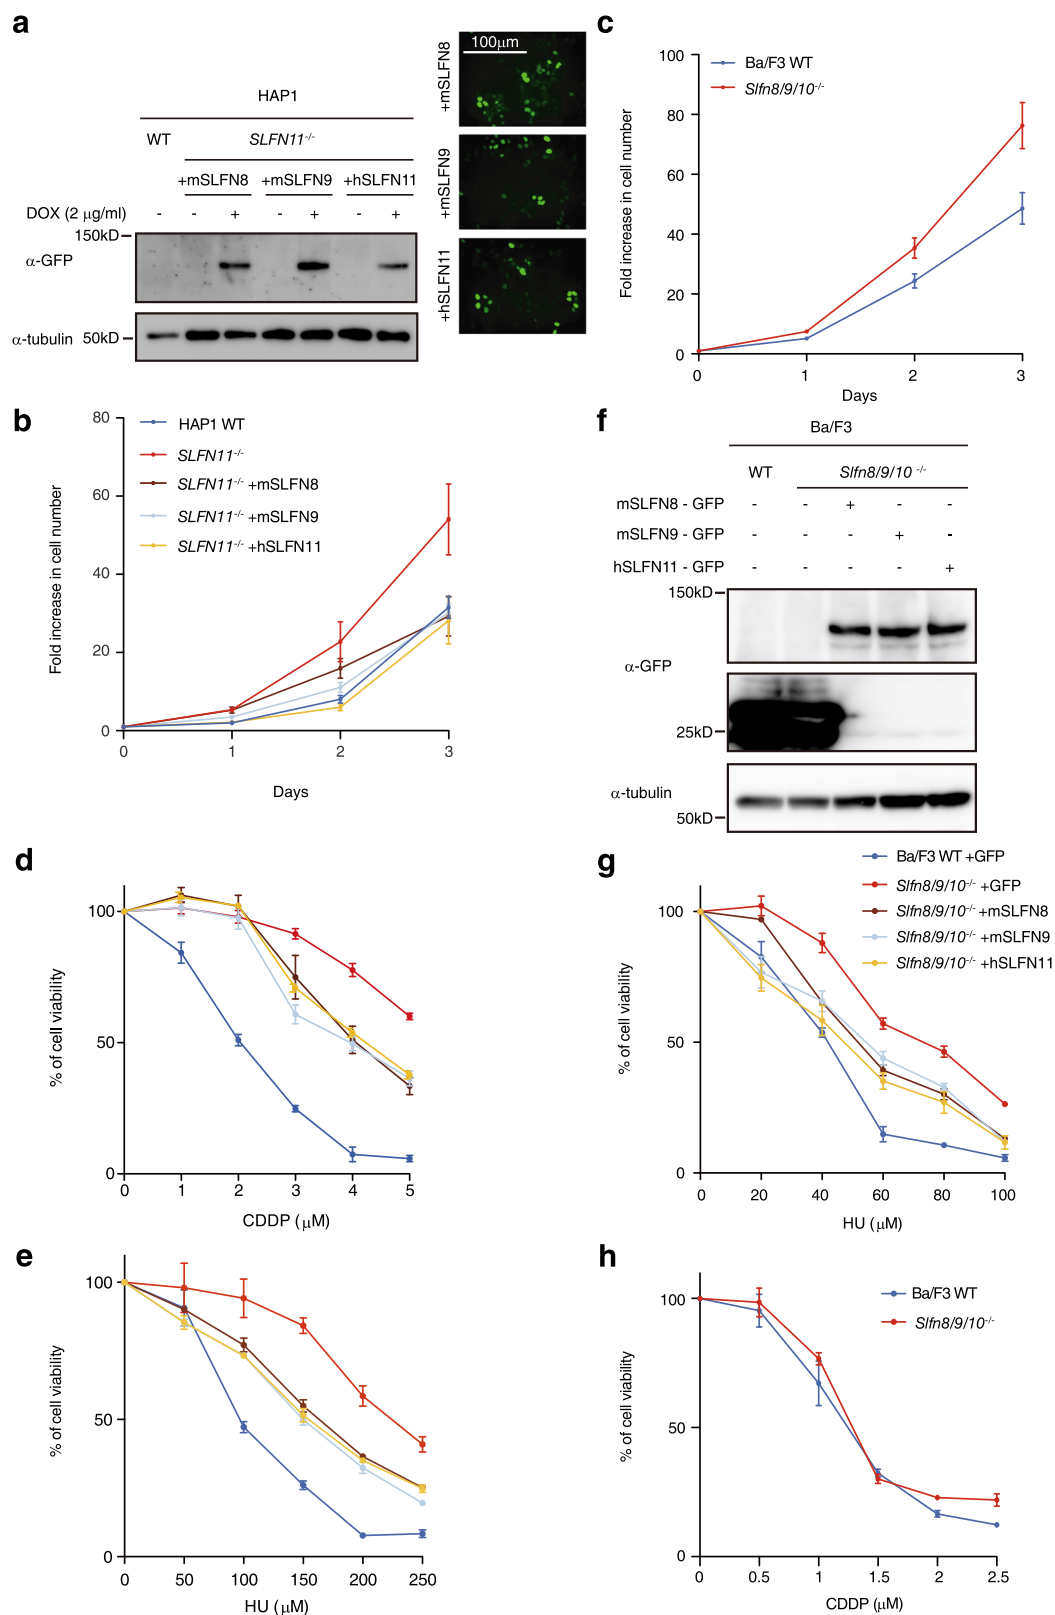 a
HAP1
WT SLFN11-/-
+mSLFN8 +mSLFN9 +hSLFN11
DOX (2 μg/ml) - - + - + - +
150kD
α-GFP
α-tubulin 50kD
100μm
+mSLFN8
+mSLFN9
+hSLFN11
c
Ba/F3 WT
Slfn8/9/10-/-
Fold increase in cell number
100
80
60
40
20
0
0 1 2 3
Days
b
HAP1 WT
SLFN11-/-
SLFN11-/- +mSLFN8
SLFN11-/- +mSLFN9
SLFN11-/- +hSLFN11
Fold increase in cell number
80
60
40
20
0
0 1 2 3
Days
f
Ba/F3
WT Slfn8/9/10 -/-
mSLFN8 - GFP - - + - -
mSLFN9 - GFP - - - + -
hSLFN11 - GFP - - - - +
150kD
α-GFP
25kD
α-tubulin
50kD
d
% of cell viability
100
50
0
0 1 2 3 4 5
CDDP (μM)
g
Ba/F3 WT +GFP
Slfn8/9/10-/- +GFP
Slfn8/9/10-/- +mSLFN8
Slfn8/9/10-/- +mSLFN9
Slfn8/9/10-/- +hSLFN11
% of cell viability
100
50
0
0 20 40 60 80 100
HU (μM)
e
% of cell viability
100
50
0
0 50 100 150 200 250
HU (μM)
h
Ba/F3 WT
Slfn8/9/10-/-
% of cell viability
100
50
0
0 0.5 1 1.5 2 2.5
CDDP (μM)